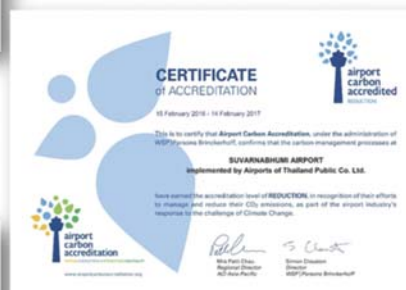 CERTIFICATE
of ACCREDITATION
airport
carbon
accredited
REDUCTION
15 February 2016 - 14 February 2017
This is to certify that Airport Carbon Accreditation, under the administration of
WSP|Parsons Brinckerhoff, confirms that the carbon management processes at
SUVARNABHUMI AIRPORT
implemented by Airports of Thailand Public Co. Ltd.
have earned the accreditation level of REDUCTION, in recognition of their efforts
to manage and reduce their CO₂ emissions, as part of the airport industry's
response to the challenge of Climate Change.
airport
carbon
accreditation
www.airportcarbonaccreditation.org
Regional Director
ACI Asia-Pacific
Director
WSP|Parsons Brinckerhoff